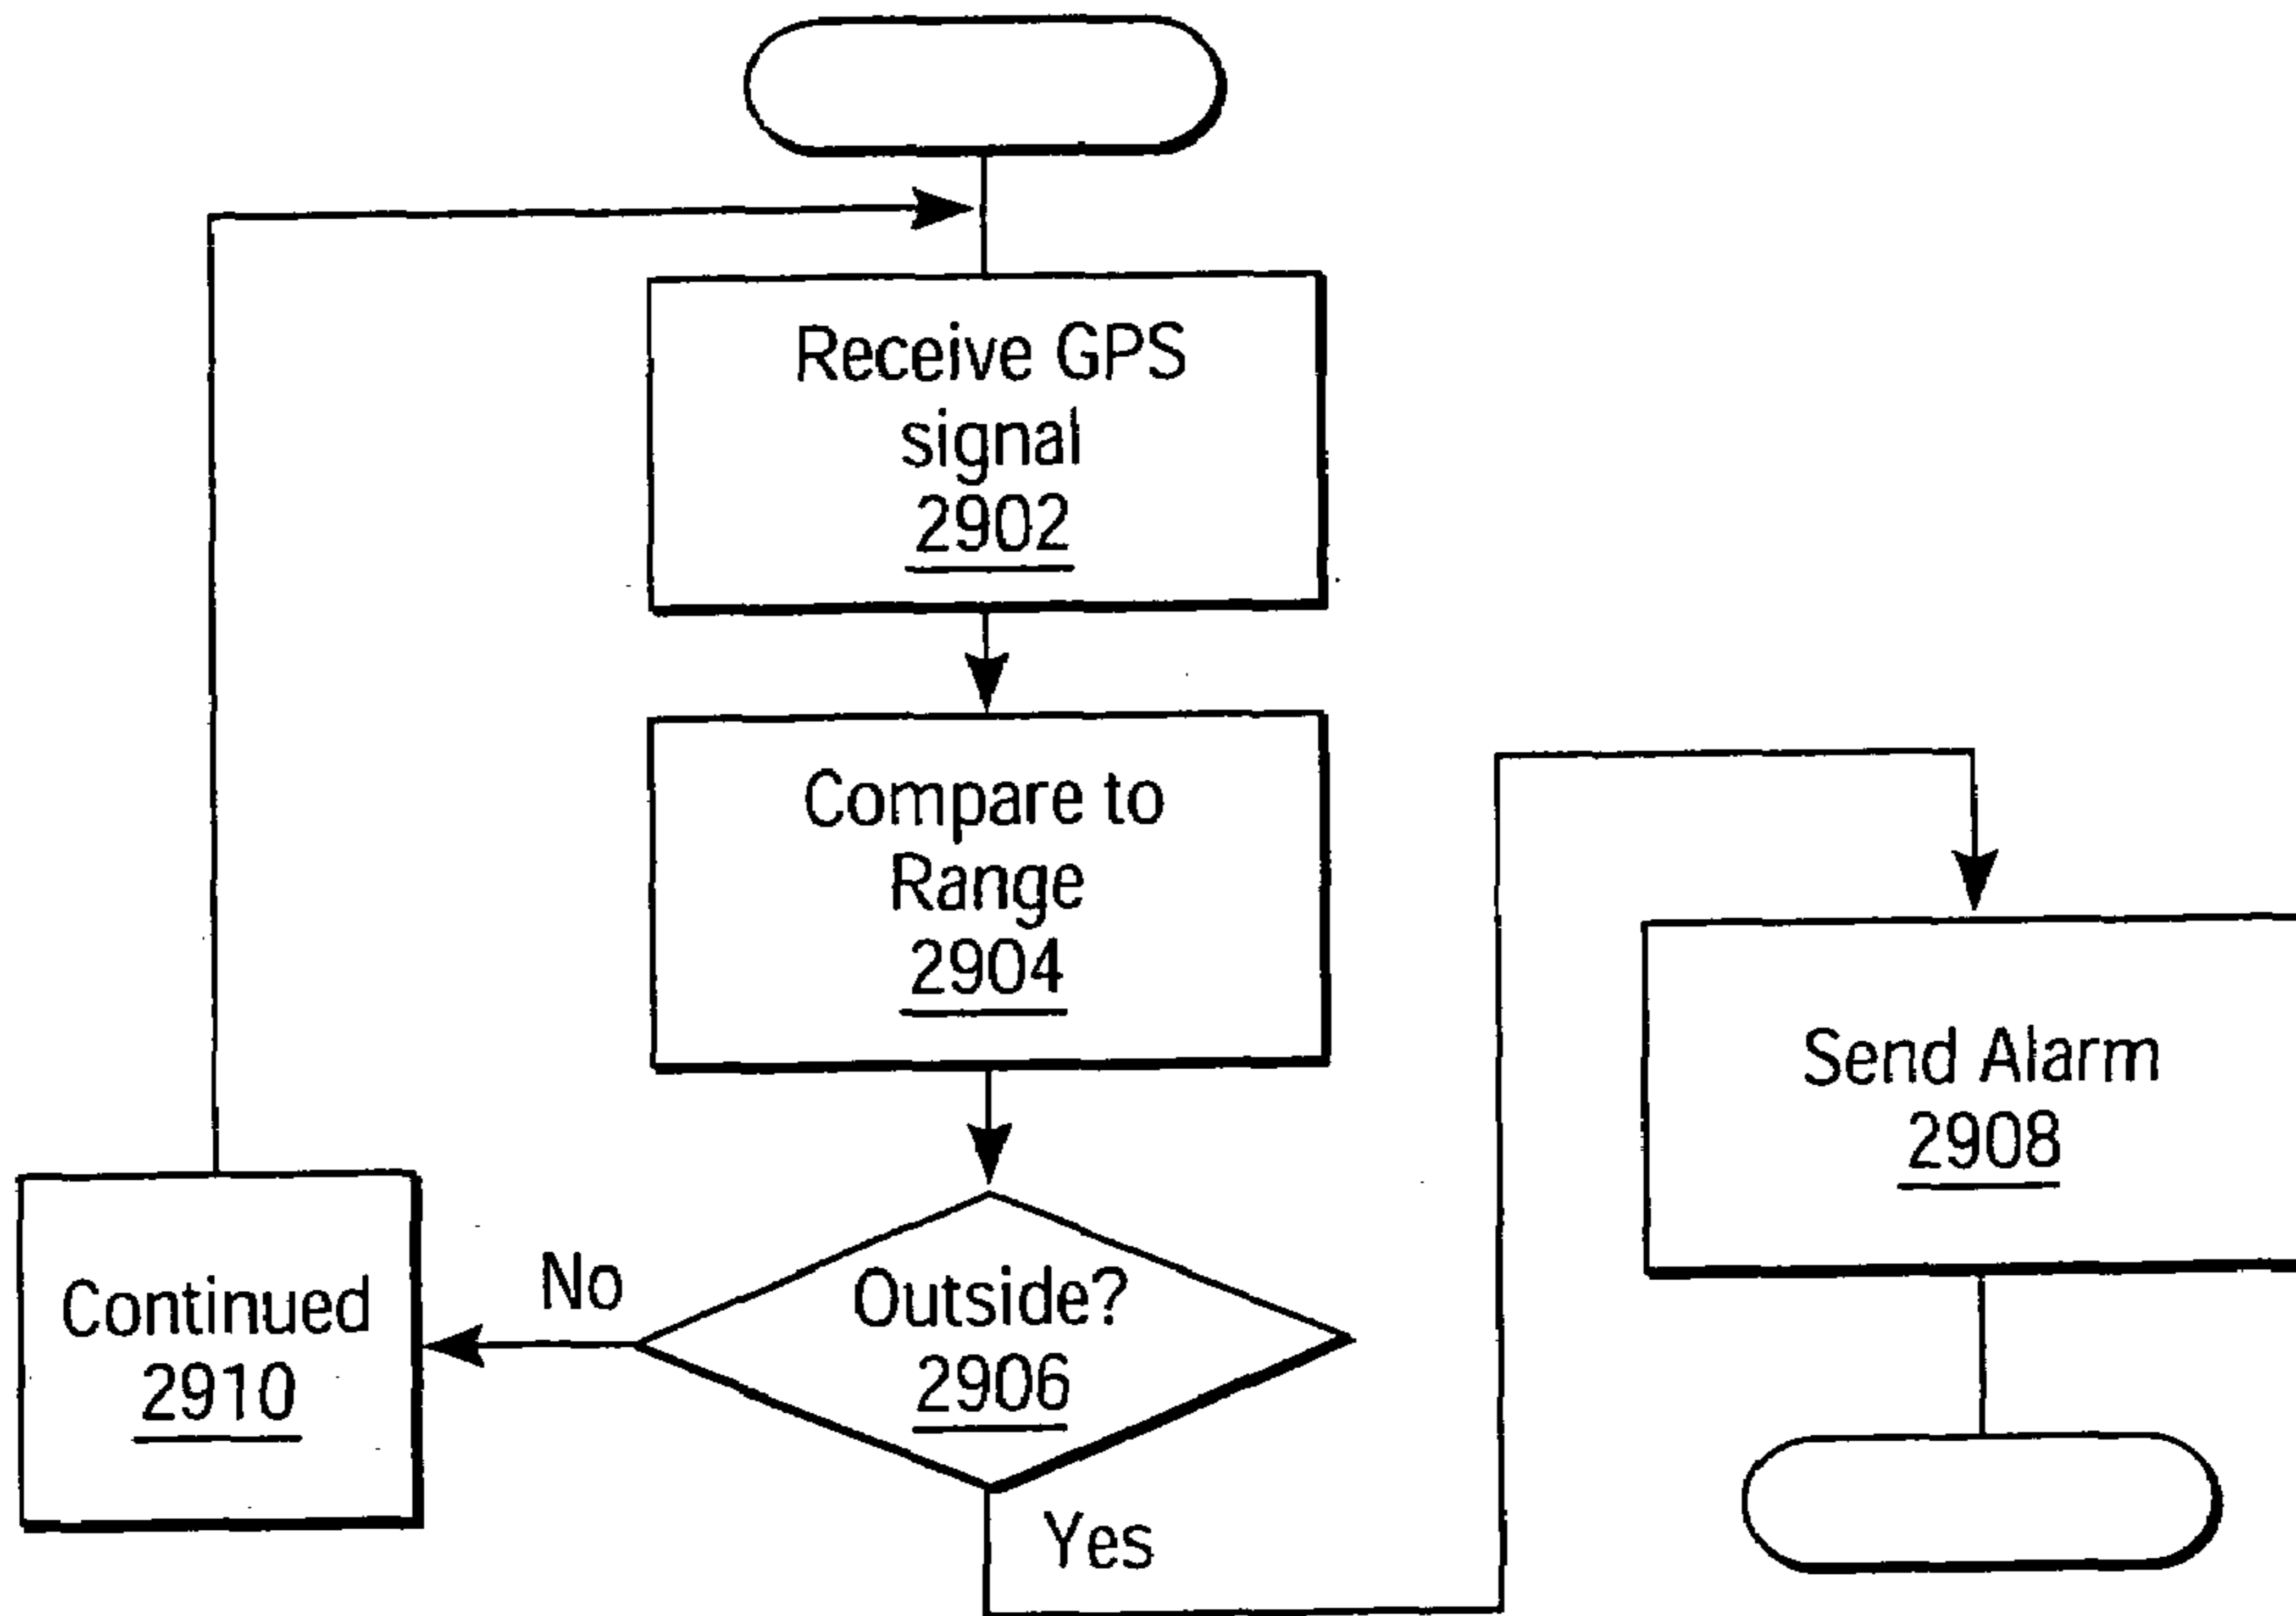 Receive GPS
signal
2902
Compare to
Range
2904
Outside?
2906
No
Yes
Continued
2910
Send Alarm
2908